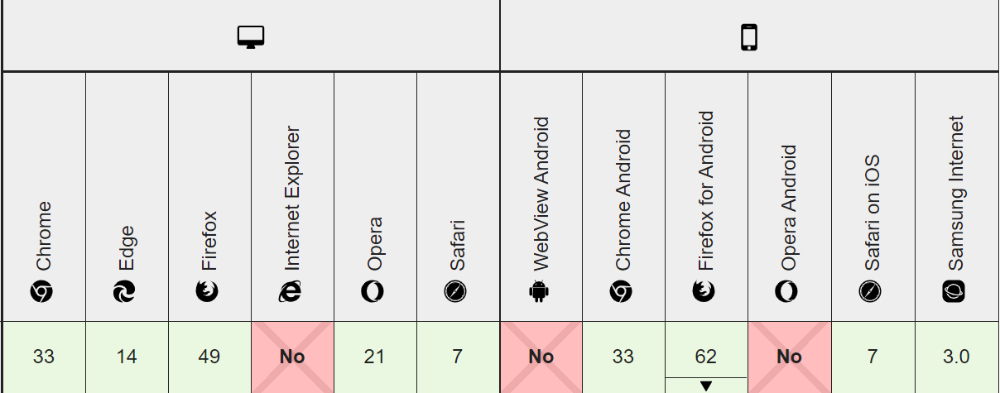 Chrome
Edge
Firefox
Internet Explorer
Opera
Safari
WebView Android
Chrome Android
Firefox for Android
Opera Android
Safari on iOS
Samsung Internet
33 14 49 No 21 7 No 33 62 No 7 3.0